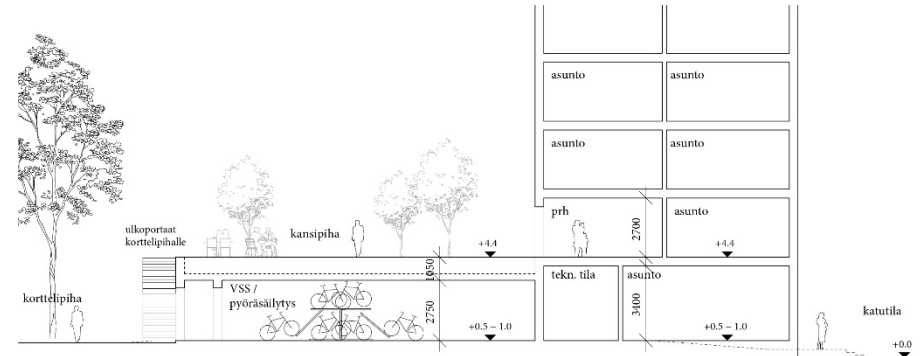 asunto
asunto
asunto
asunto
ulkoportaat
korttelipihalle
kansipiha
+4.4
prh
2700
asunto
+4.4
korttelipiha
1050
VSS /
pyöräsäilytys
2750
+0.5 – 1.0
tekn. tila
asunto
3400
+0.5 – 1.0
katutila
+0.0